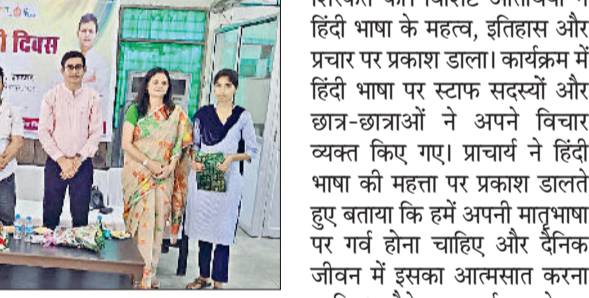 दिवस
हिंदी भाषा के महत्व, इतिहास और
प्रचार पर प्रकाश डाला। कार्यक्रम में
हिंदी भाषा पर स्टाफ सदस्यों और
छात्र-छात्राओं ने अपने विचार
व्यक्त किए गए। प्राचार्य ने हिंदी
भाषा की महत्ता पर प्रकाश डालते
हुए बताया कि हमें अपनी मातृभाषा
पर गर्व होना चाहिए और दैनिक
जीवन में इसका आत्मसात करना